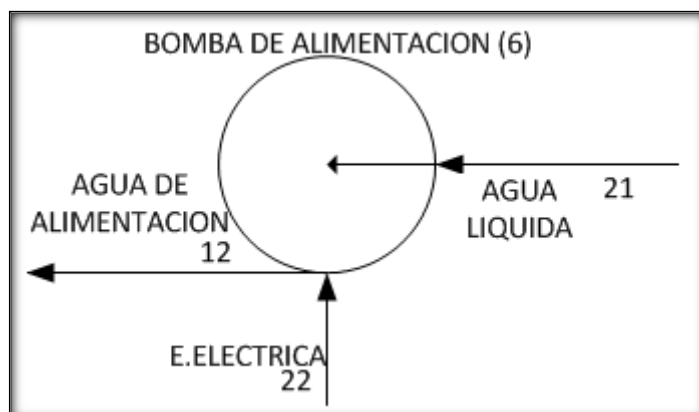 BOMBA DE ALIMENTACION (6)
AGUA DE
ALIMENTACION
12
AGUA
LIQUIDA
21
E.ELECTRICA
22